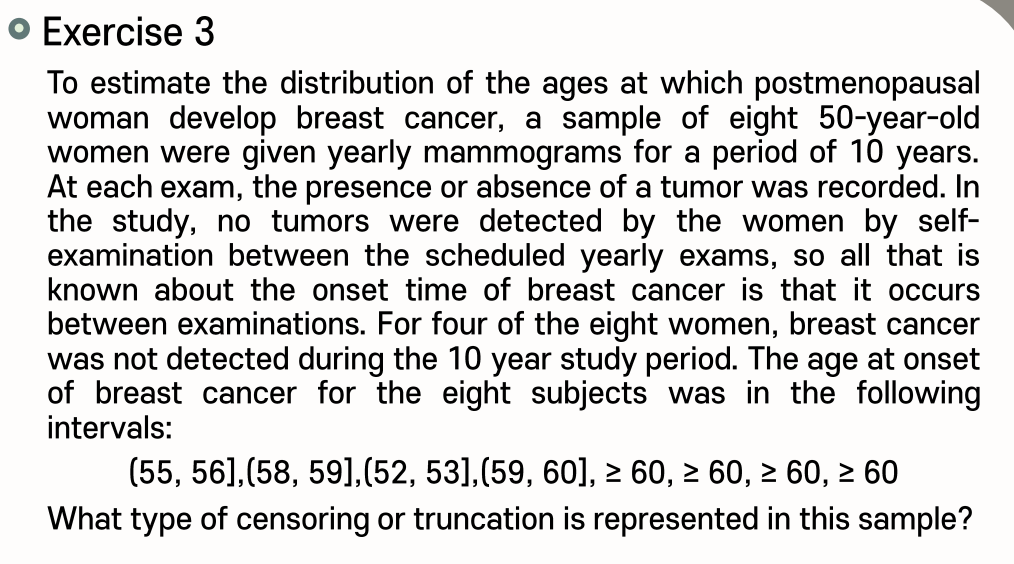 Exercise 3
To estimate the distribution of the ages at which postmenopausal
woman develop breast cancer, a sample of eight 50-year-old
women were given yearly mammograms for a period of 10 years.
At each exam, the presence or absence of a tumor was recorded. In
the study, no tumors were detected by the women by self-
examination between the scheduled yearly exams, so all that is
known about the onset time of breast cancer is that it occurs
between examinations. For four of the eight women, breast cancer
was not detected during the 10 year study period. The age at onset
of breast cancer for the eight subjects was in the following
intervals:
(55, 56],(58, 59],(52, 53],(59, 60], ≥ 60, ≥ 60, ≥ 60, ≥ 60
What type of censoring or truncation is represented in this sample?